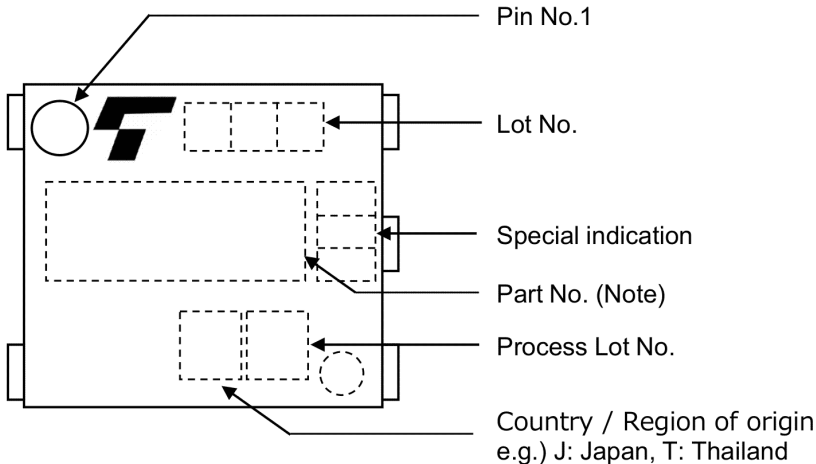 Pin No.1
Lot No.
Special indication
Part No. (Note)
Process Lot No.
Country / Region of origin
e.g.) J: Japan, T: Thailand